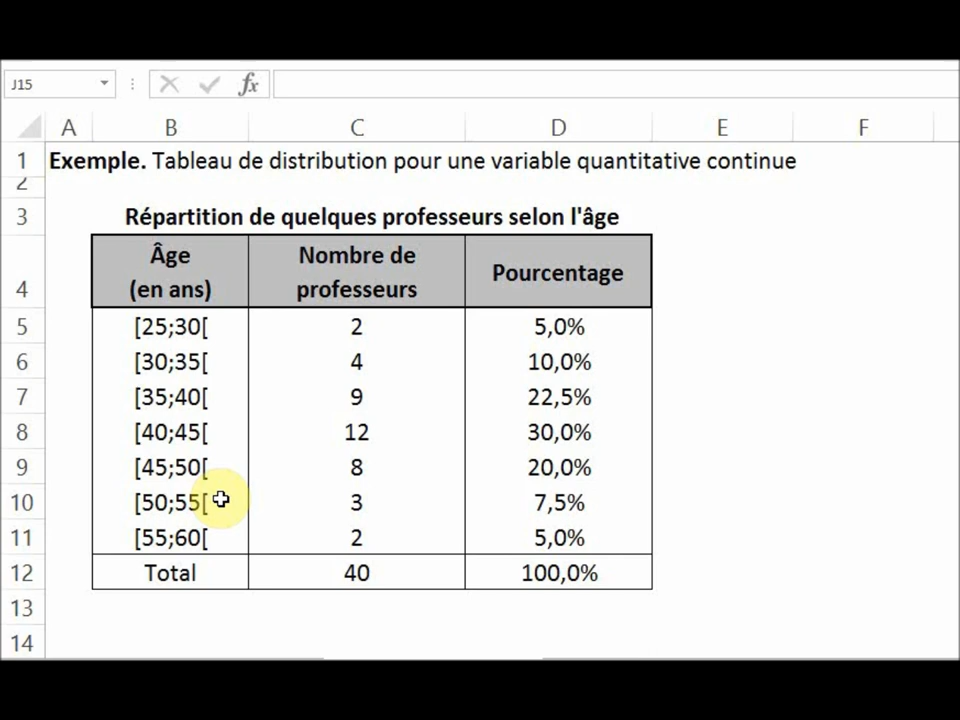 J15 fx
A B C D E F
1 Exemple. Tableau de distribution pour une variable quantitative continue
2
3 Répartition de quelques professeurs selon l'âge
4 Âge (en ans) Nombre de professeurs Pourcentage
5 [25;30[ 2 5,0%
6 [30;35[ 4 10,0%
7 [35;40[ 9 22,5%
8 [40;45[ 12 30,0%
9 [45;50[ 8 20,0%
10 [50;55[ 3 7,5%
11 [55;60[ 2 5,0%
12 Total 40 100,0%
13
14